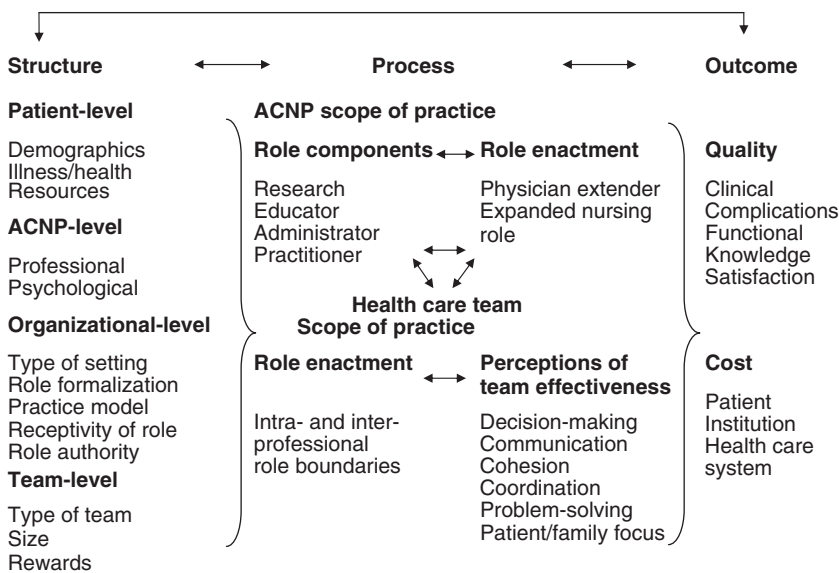 Structure
Process
Outcome
Patient-level
Demographics
Illness/health
Resources
ACNP-level
Professional
Psychological
Organizational-level
Type of setting
Role formalization
Practice model
Receptivity of role
Role authority
Team-level
Type of team
Size
Rewards
ACNP scope of practice
Role components
Research
Educator
Administrator
Practitioner
Role enactment
Physician extender
Expanded nursing
role
Health care team
Scope of practice
Role enactment
Intra- and inter-
professional
role boundaries
Perceptions of
team effectiveness
Decision-making
Communication
Cohesion
Coordination
Problem-solving
Patient/family focus
Quality
Clinical
Complications
Functional
Knowledge
Satisfaction
Cost
Patient
Institution
Health care
system